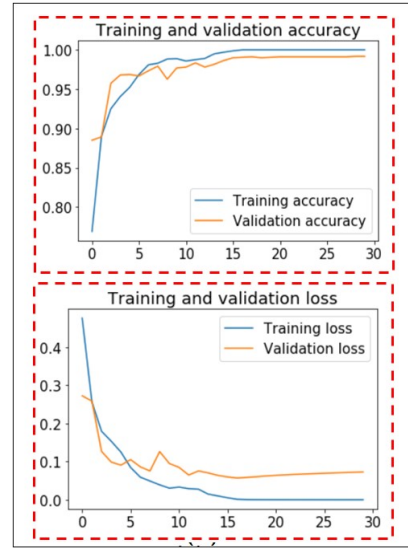 Training and validation accuracy
1.00
0.95
0.90
0.85
0.80
Training accuracy
Validation accuracy
0 5 10 15 20 25 30
Training and validation loss
Training loss
Validation loss
0.4
0.3
0.2
0.1
0.0
0 5 10 15 20 25 30